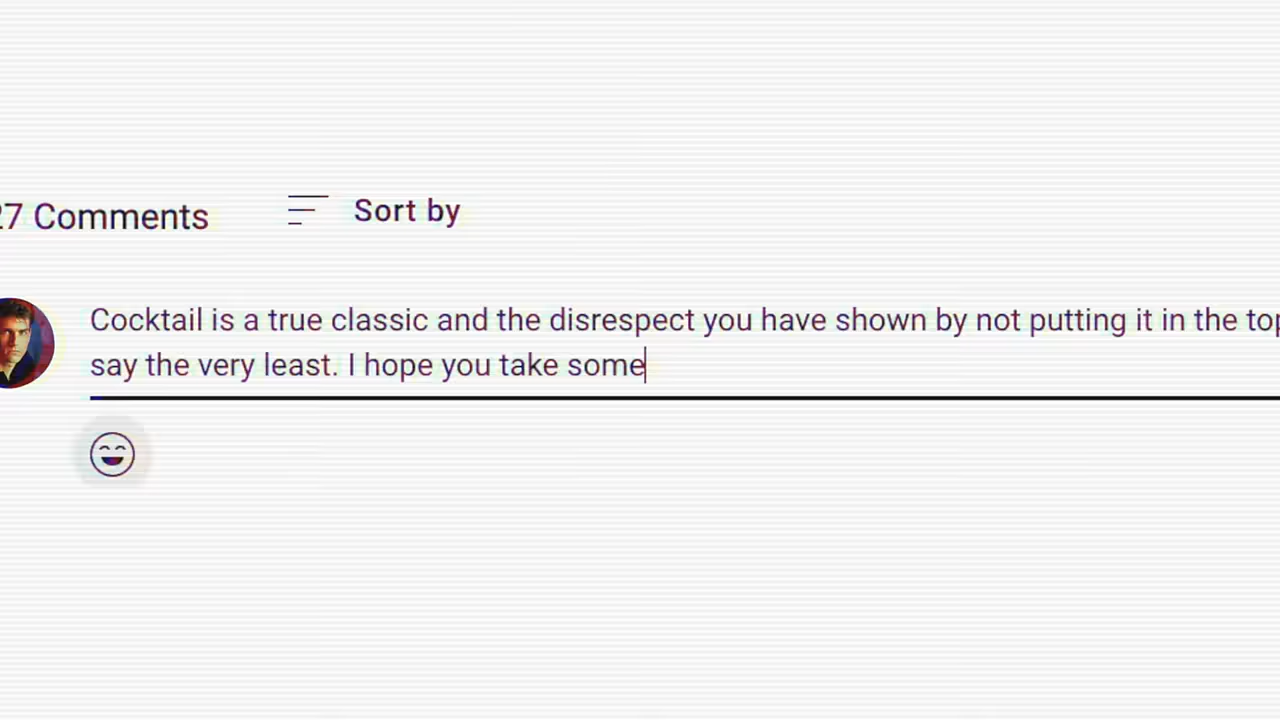 27 Comments
Sort by
Cocktail is a true classic and the disrespect you have shown by not putting it in the
say the very least. I hope you take some